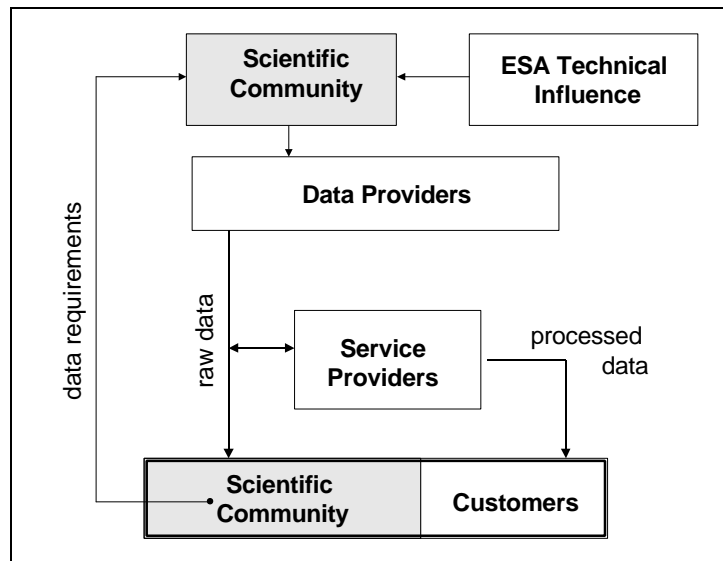 Scientific
Community
ESA Technical
Influence
Data Providers
data requirements
raw data
Service
Providers
processed
data
Scientific
Community
Customers